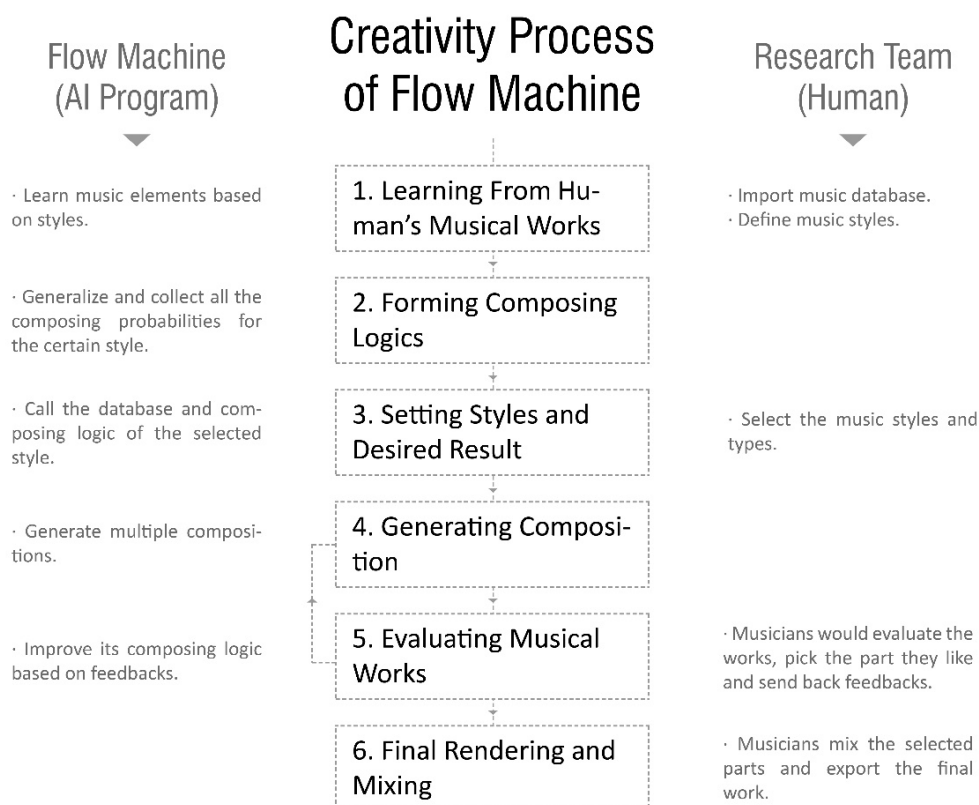 Creativity Process
of Flow Machine
Flow Machine
(AI Program)
Research Team
(Human)
· Learn music elements based
on styles.
1. Learning From Hu-
man’s Musical Works
· Import music database.
· Define music styles.
· Generalize and collect all the
composing probabilities for
the certain style.
2. Forming Composing
Logics
· Call the database and com-
posing logic of the selected
style.
3. Setting Styles and
Desired Result
· Select the music styles and
types.
· Generate multiple composi-
tions.
4. Generating Composi-
tion
· Improve its composing logic
based on feedbacks.
5. Evaluating Musical
Works
· Musicians would evaluate the
works, pick the part they like
and send back feedbacks.
6. Final Rendering and
Mixing
· Musicians mix the selected
parts and export the final
work.